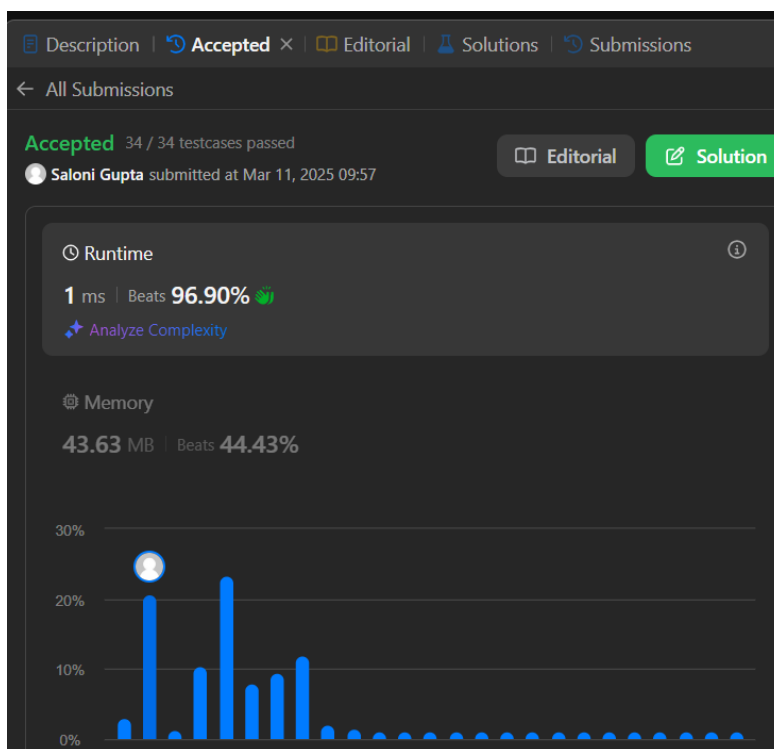 Description Accepted × Editorial Solutions Submissions
← All Submissions
Accepted 34 / 34 testcases passed
Editorial Solution
Saloni Gupta submitted at Mar 11, 2025 09:57
Runtime
1 ms Beats 96.90%
Analyze Complexity
Memory
43.63 MB Beats 44.43%
30%
20%
10%
0%